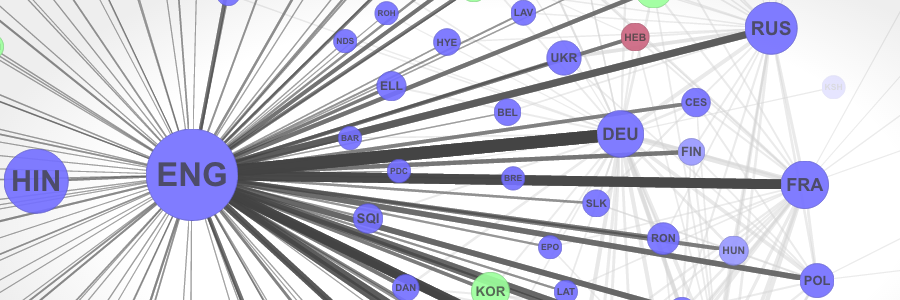 ROH
LAV
RUS
NDS
HYE
HEB
UKR
ELL
CES
BEL
BAR
DEU
FIN
PDC
BRE
HIN
ENG
FRA
SLK
SQI
RON
EPO
HUN
POL
DAN
KOR
LAT